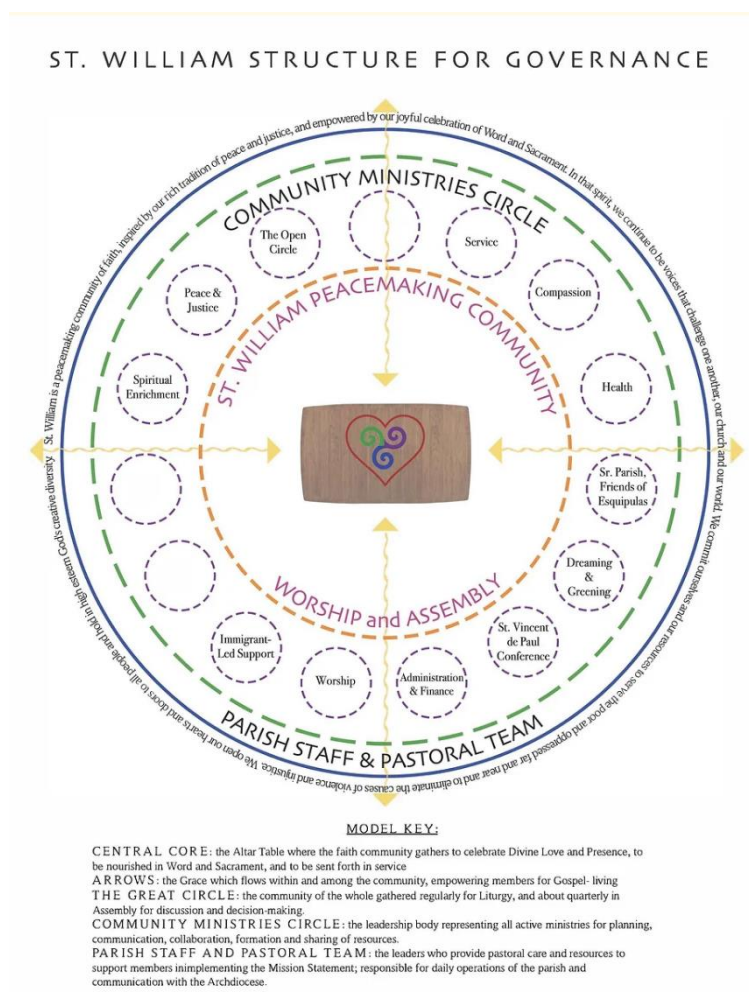 ST. WILLIAM STRUCTURE FOR GOVERNANCE
St. William is a peacemaking community of faith, inspired by our rich tradition of peace and justice, and empowered by our joyful celebration of Word and Sacrament. In that spirit, we continue to be voices that challenge one another, our church and our world. We commit ourselves and our resources to serve the poor and oppressed far and near and to eliminate the causes of violence and injustice. We open our hearts and doors to all people and hold in high esteem God's creative diversity.
COMMUNITY MINISTRIES CIRCLE
The Open
Circle
Service
Peace &
Justice
Compassion
ST. WILLIAM PEACEMAKING COMMUNITY
Spiritual
Enrichment
Health
Sr. Parish,
Friends of
Esquipulas
Dreaming
&
Greening
WORSHIP and ASSEMBLY
St. Vincent
de Paul
Conference
Immigrant-
Led Support
Worship
Administration
& Finance
PARISH STAFF & PASTORAL TEAM
MODEL KEY:
CENTRAL CORE: the Altar Table where the faith community gathers to celebrate Divine Love and Presence, to
be nourished in Word and Sacrament, and to be sent forth in service
ARROWS: the Grace which flows within and among the community, empowering members for Gospel- living
THE GREAT CIRCLE: the community of the whole gathered regularly for Liturgy, and about quarterly in
Assembly for discussion and decision-making.
COMMUNITY MINISTRIES CIRCLE: the leadership body representing all active ministries for planning,
communication, collaboration, formation and sharing of resources.
PARISH STAFF AND PASTORAL TEAM: the leaders who provide pastoral care and resources to
support members inimplementing the Mission Statement; responsible for daily operations of the parish and
communication with the Archdiocese.